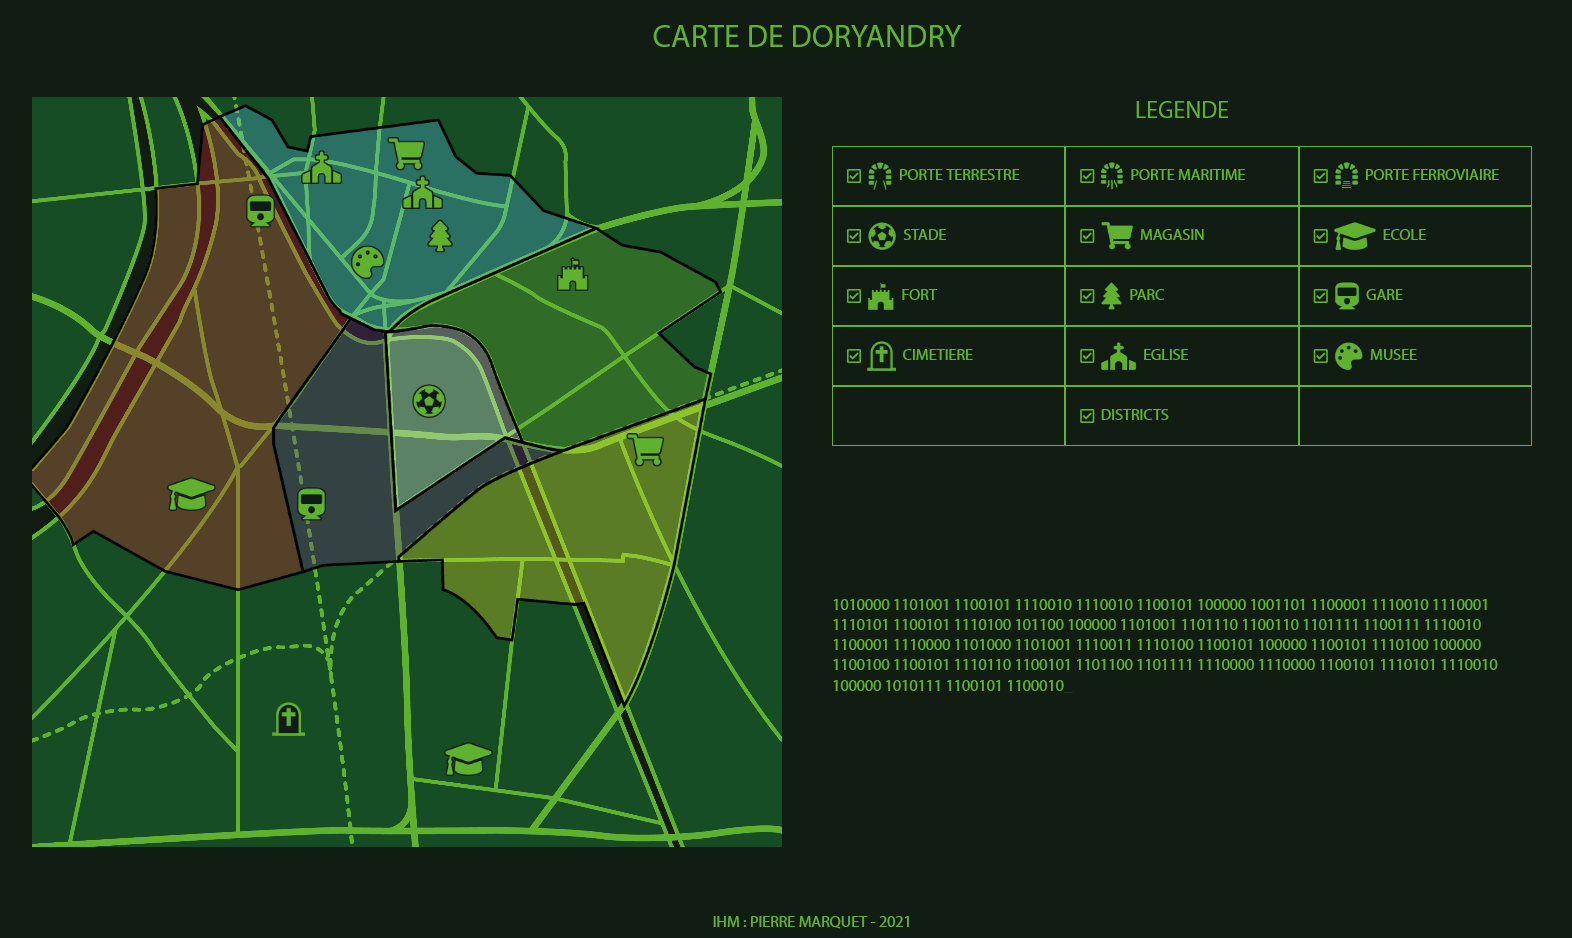 CARTE DE DORYANDRY
LEGENDE
PORTE TERRESTRE
PORTE MARITIME
PORTE FERROVIAIRE
STADE
MAGASIN
ECOLE
FORT
PARC
GARE
CIMETIERE
EGLISE
MUSEE
DISTRICTS
1010000 1101001 1100101 1110010 1110010 1100101 100000 1001101 1100001 1110010 1110001
1110101 1100101 1110100 101100 100000 1101001 1101110 1100110 1101111 1100111 1110010
1100001 1110000 1101000 1101001 1110011 1110100 1100101 100000 1100101 1110100 100000
1100100 1100101 1110110 1100101 1101100 1101111 1110000 1110000 1100101 1110101 1110010
100000 1010111 1100101 1100010_
IHM : PIERRE MARQUET - 2021